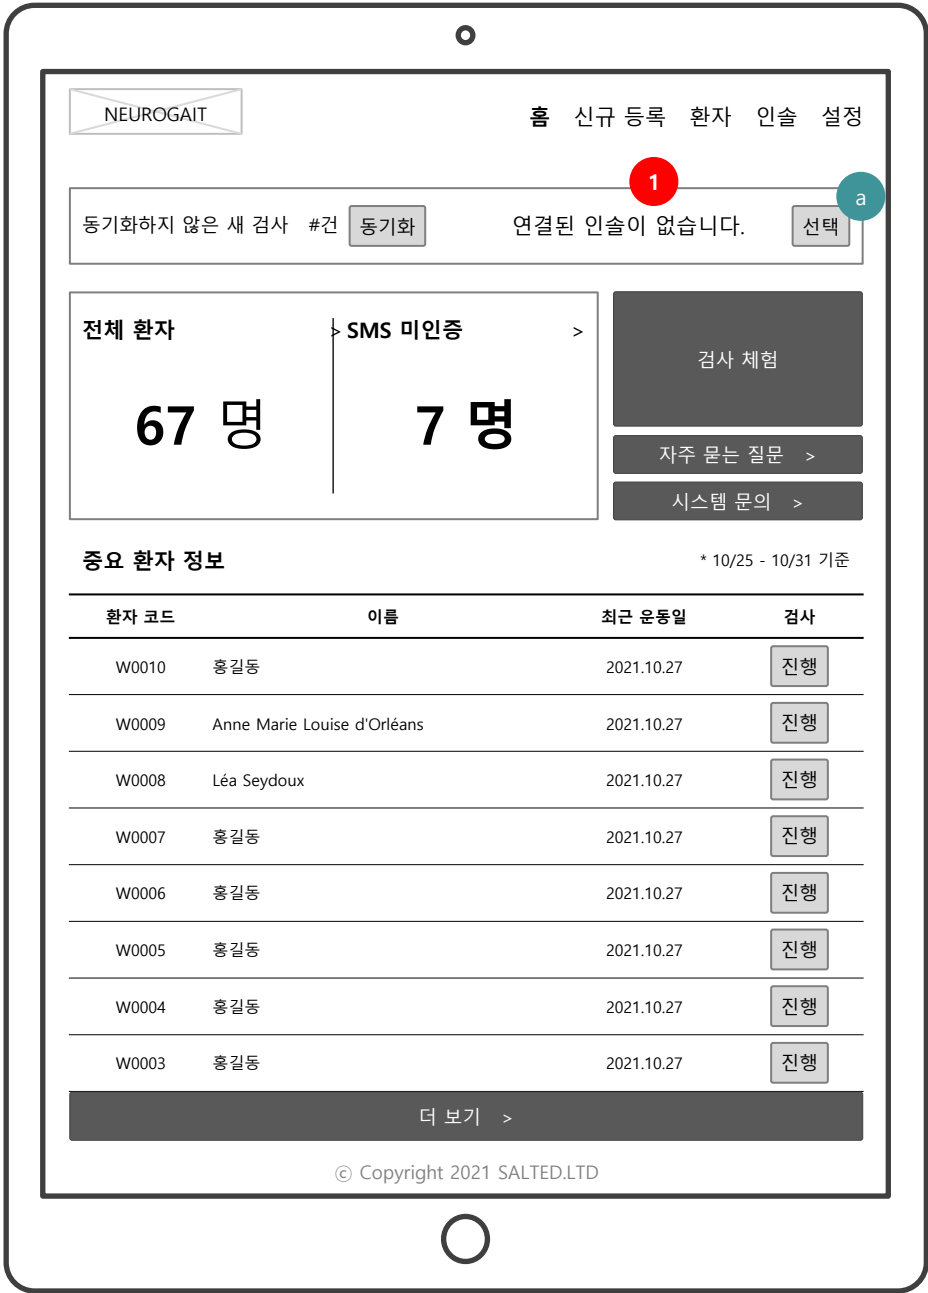 NEUROGAIT
홈 신규 등록 환자 인솔 설정
1
a
동기화하지 않은 새 검사 #건 동기화 연결된 인솔이 없습니다. 선택
전체 환자 > SMS 미인증 >
67 명 7 명
검사 체험
자주 묻는 질문 >
시스템 문의 >
중요 환자 정보 * 10/25 - 10/31 기준
환자 코드 이름 최근 운동일 검사
W0010 홍길동 2021.10.27 진행
W0009 Anne Marie Louise d'Orléans 2021.10.27 진행
W0008 Léa Seydoux 2021.10.27 진행
W0007 홍길동 2021.10.27 진행
W0006 홍길동 2021.10.27 진행
W0005 홍길동 2021.10.27 진행
W0004 홍길동 2021.10.27 진행
W0003 홍길동 2021.10.27 진행
더 보기 >
ⓒ Copyright 2021 SALTED.LTD